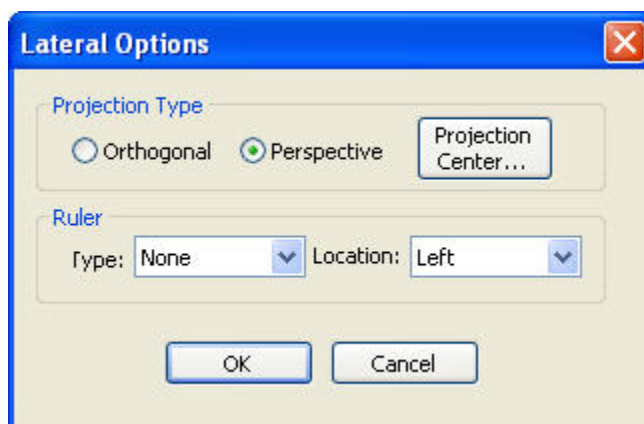 Lateral Options
Projection Type
Orthogonal
Perspective
Projection
Center...
Ruler
Type: None Location: Left
OK Cancel